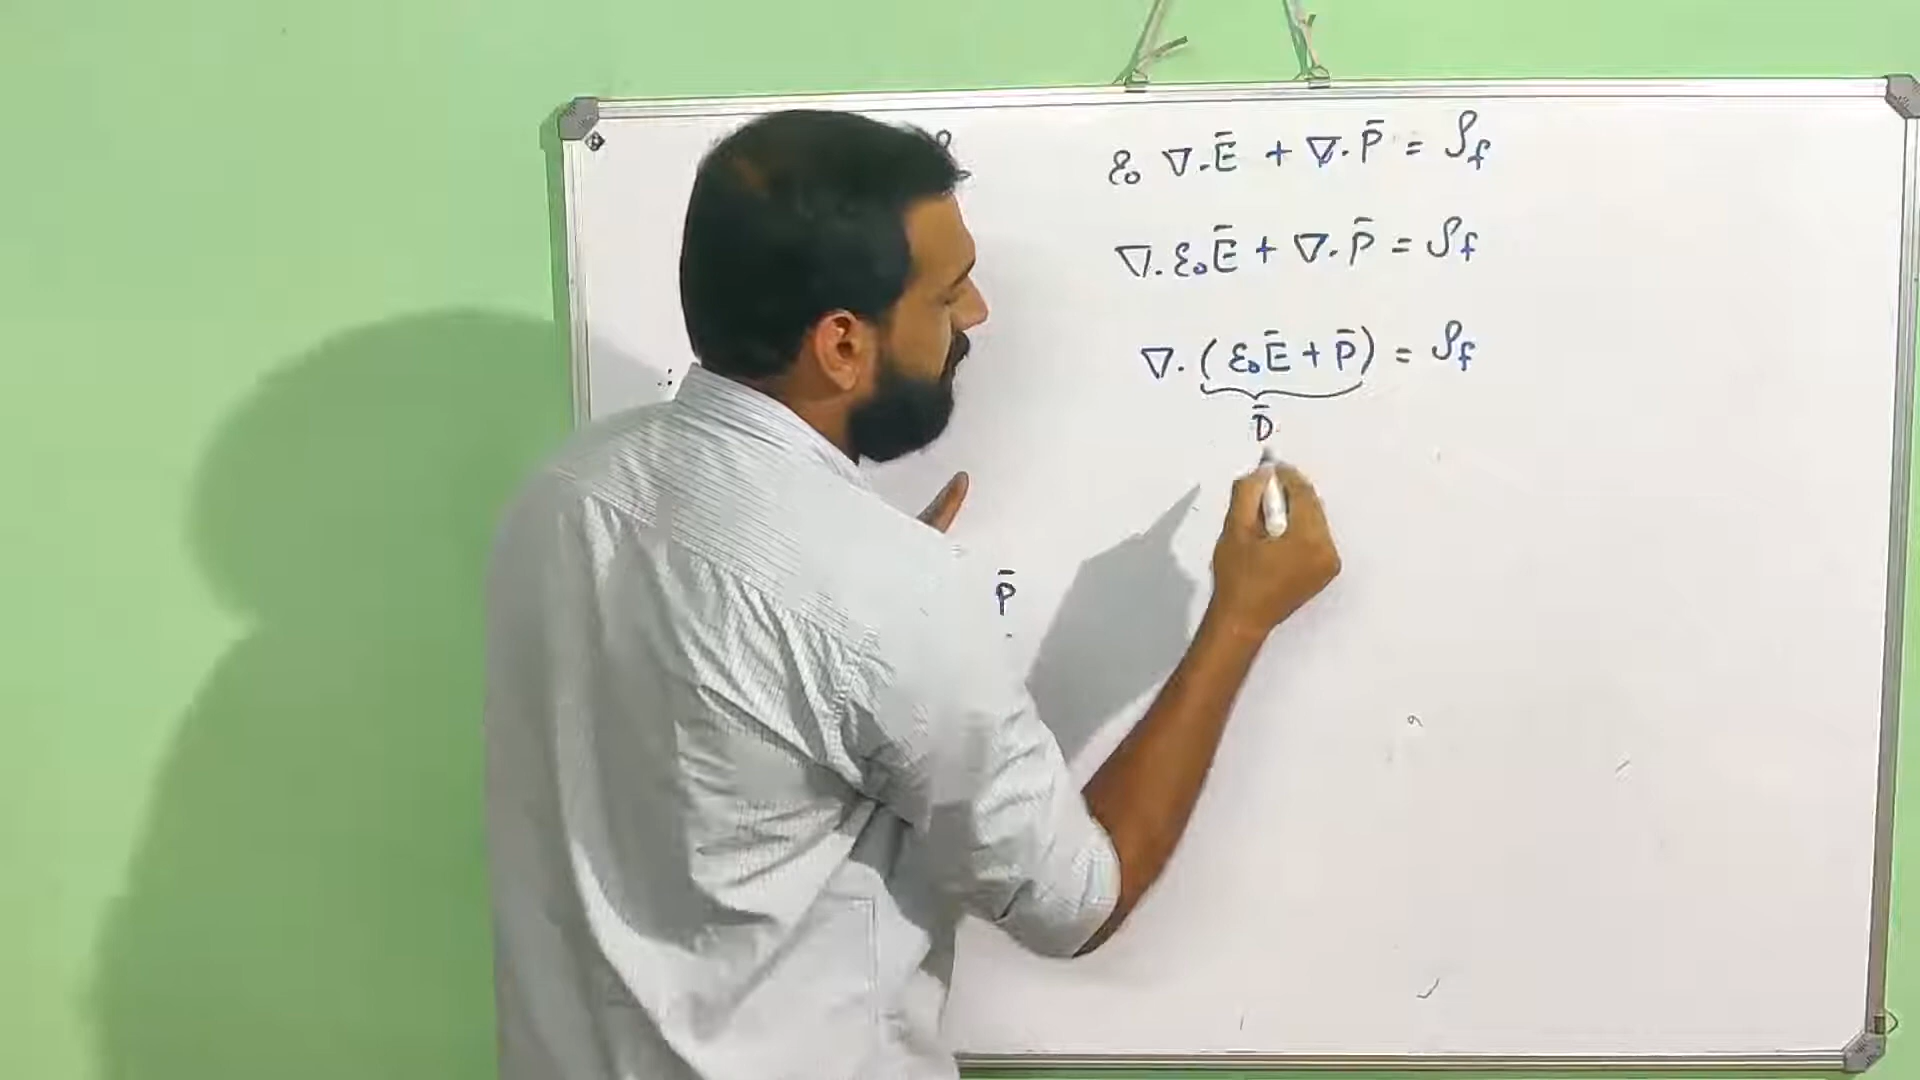 ε₀ ∇.Ē + ∇.P̄ = ρf
∇.ε₀Ē + ∇.P̄ = ρf
∇.(ε₀Ē + P̄) = ρf
D̄
P̄